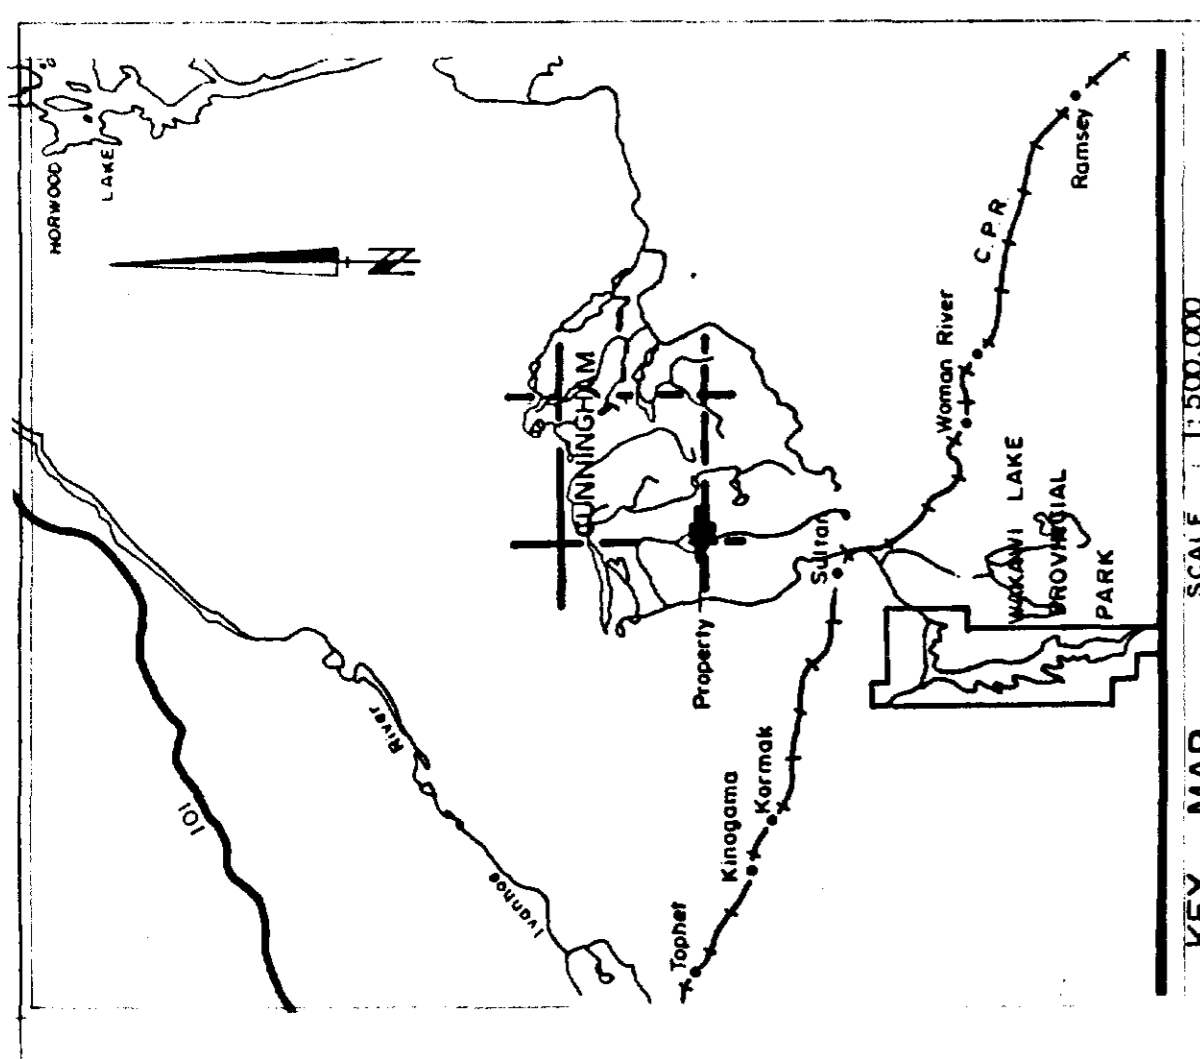 HORWOOD
LAKE
N
101
River
Ivanhoe
CUNNINGHAM
Property
Tophet
Kinogama
Kormak
Sultan
Woman River
C.P.R.
Ramsey
WAKAWI LAKE
PROVINCIAL
PARK
KEY MAP SCALE : 1:500,000